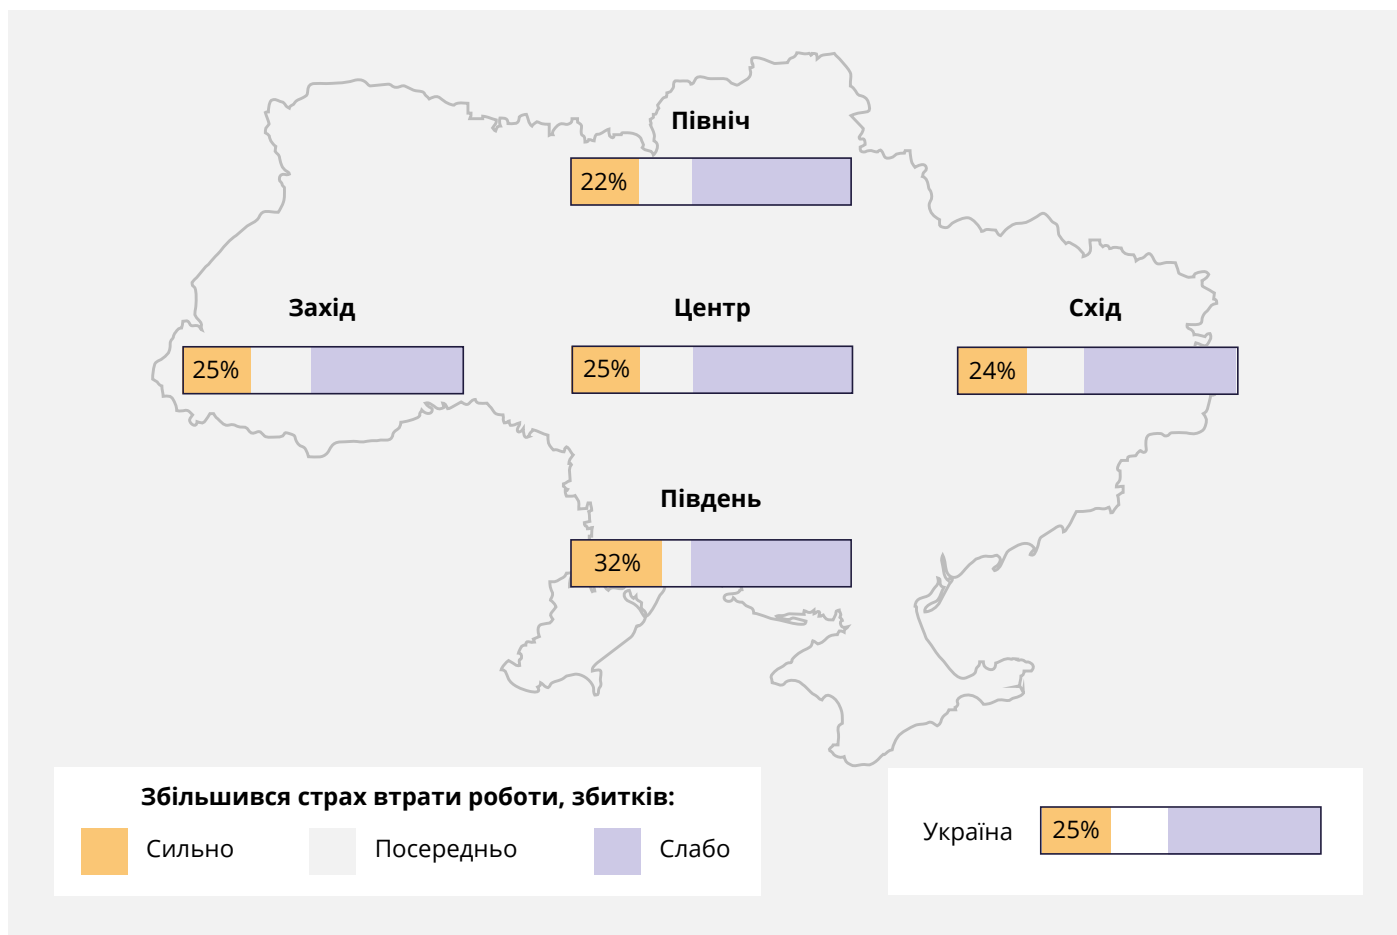 Північ
22%
Захід
Центр
Схід
25%
25%
24%
Південь
32%
Збільшився страх втрати роботи, збитків:
Сильно
Посередньо
Слабо
Україна
25%